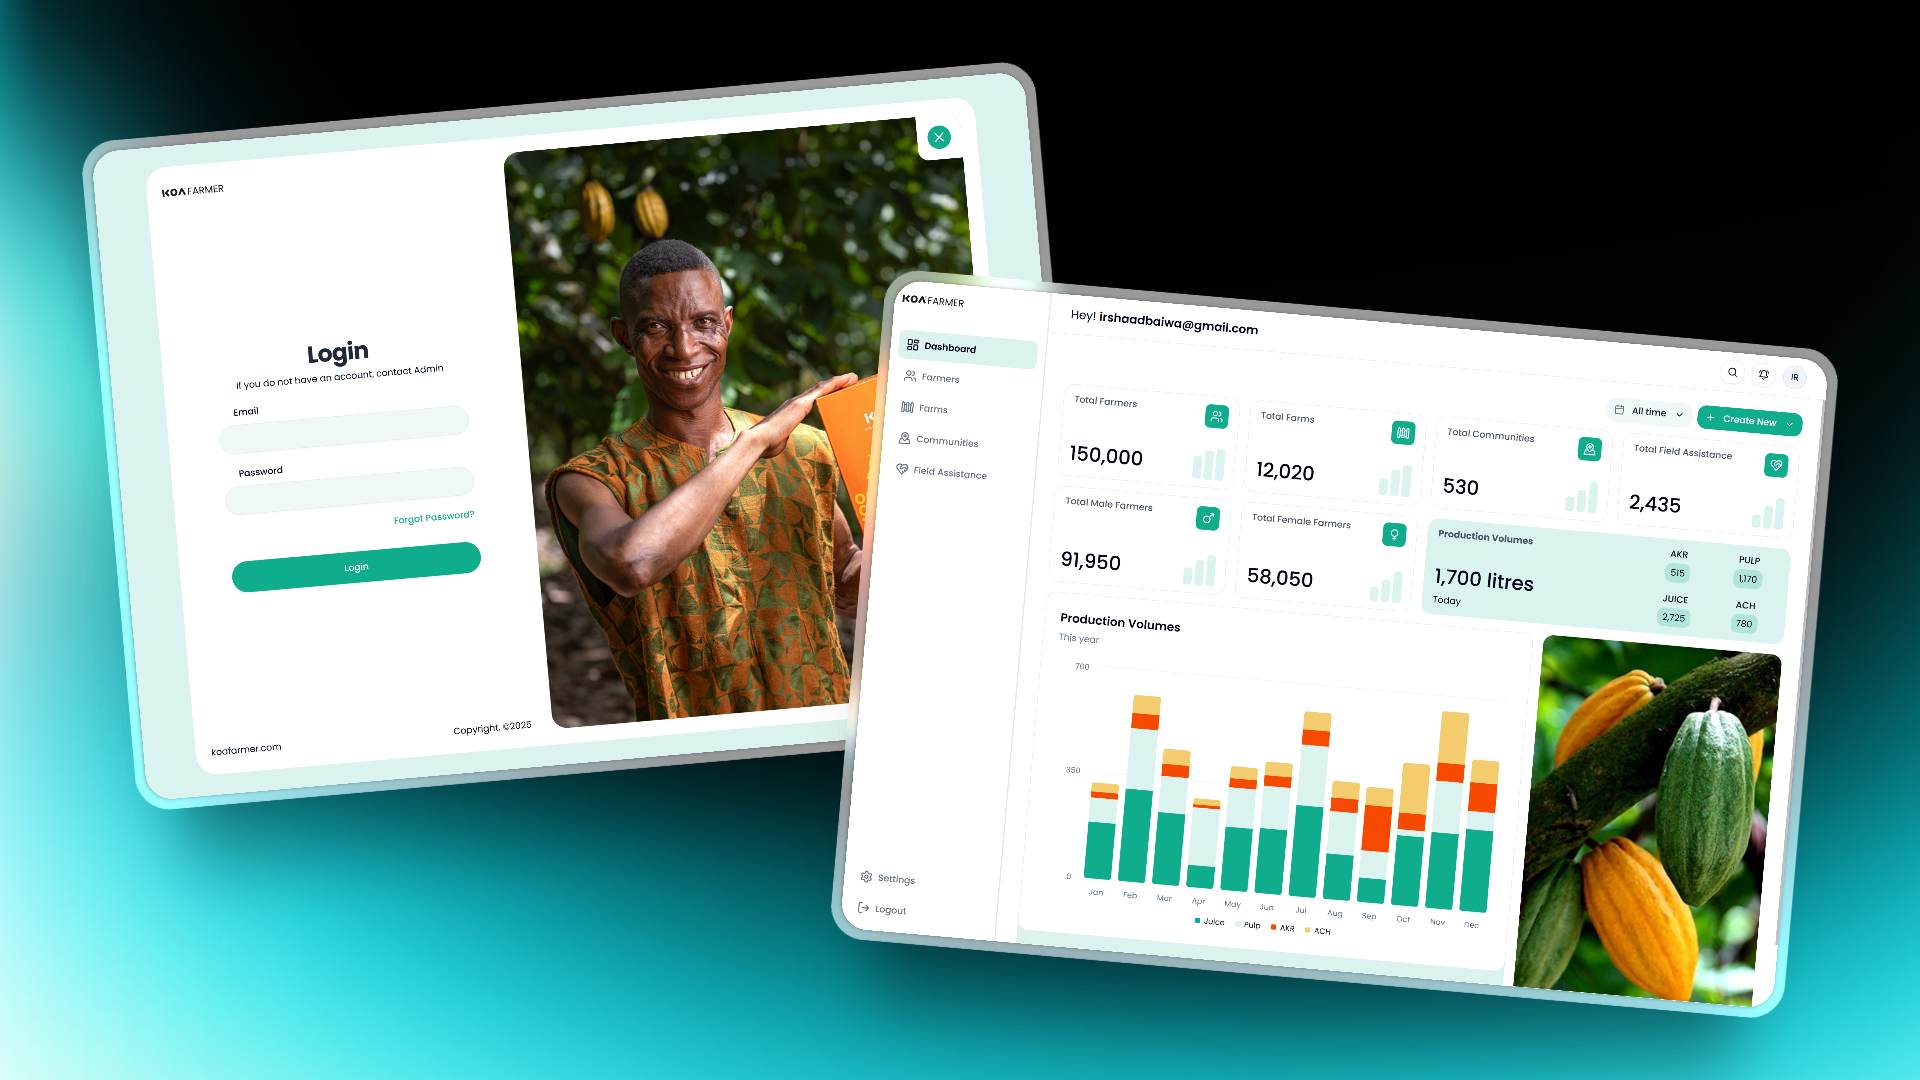 KOA FARMER
Login
If you do not have an account, contact Admin
Email
Password
Forgot Password?
Login
koafarmer.com
Copyright, ©2025
KOA FARMER
Dashboard
Farmers
Farms
Communities
Field Assistance
Settings
Logout
Hey! irshaadbaiwa@gmail.com
IR
All time
+ Create New
Total Farmers
150,000
Total Farms
12,020
Total Communities
530
Total Field Assistance
2,435
Total Male Farmers
91,950
Total Female Farmers
58,050
Production Volumes
1,700 litres
Today
AKR
515
PULP
1,170
JUICE
2,725
ACH
780
Production Volumes
This year
700
350
0
Jan Feb Mar Apr May Jun Jul Aug Sep Oct Nov Dec
Juice Pulp AKR ACH